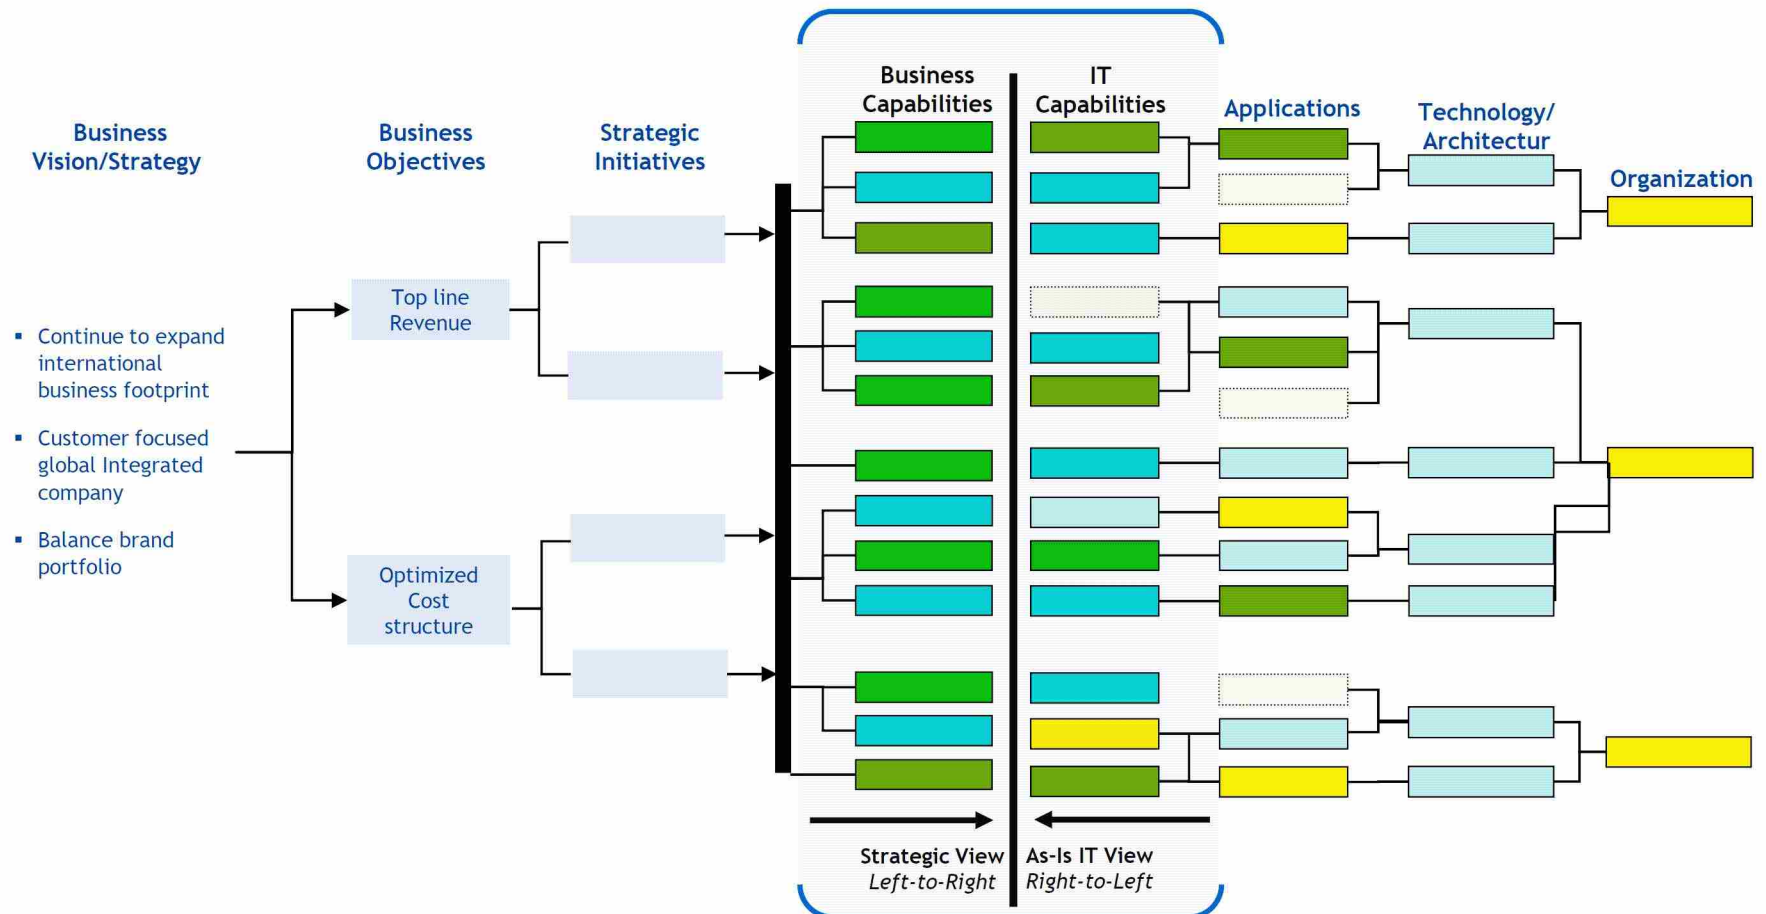 Business
Capabilities
IT
Capabilities
Applications
Technology/
Architectur
Business
Vision/Strategy
Business
Objectives
Strategic
Initiatives
Organization
Top line
Revenue
▪ Continue to expand
international
business footprint
▪ Customer focused
global Integrated
company
▪ Balance brand
portfolio
Optimized
Cost
structure
Strategic View
Left-to-Right
As-Is IT View
Right-to-Left